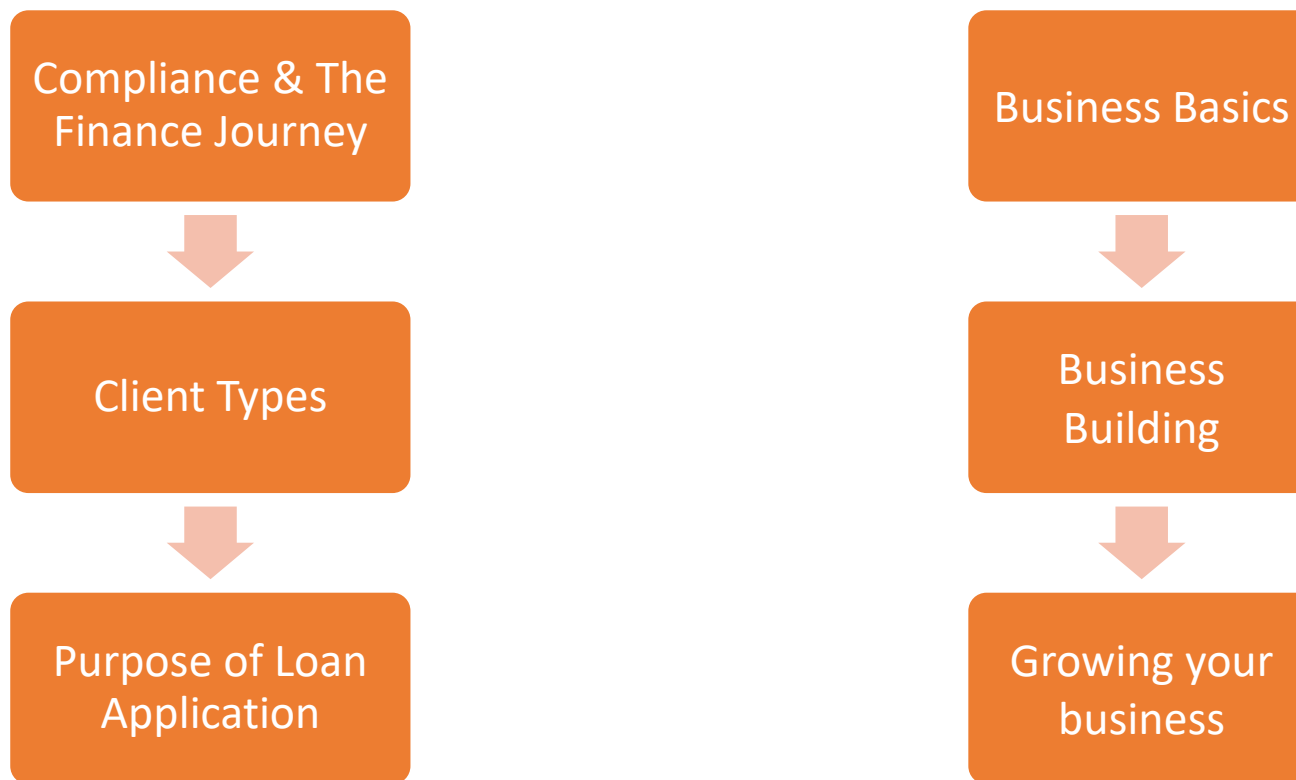 Compliance & The
Finance Journey
Client Types
Purpose of Loan
Application
Business Basics
Business
Building
Growing your
business